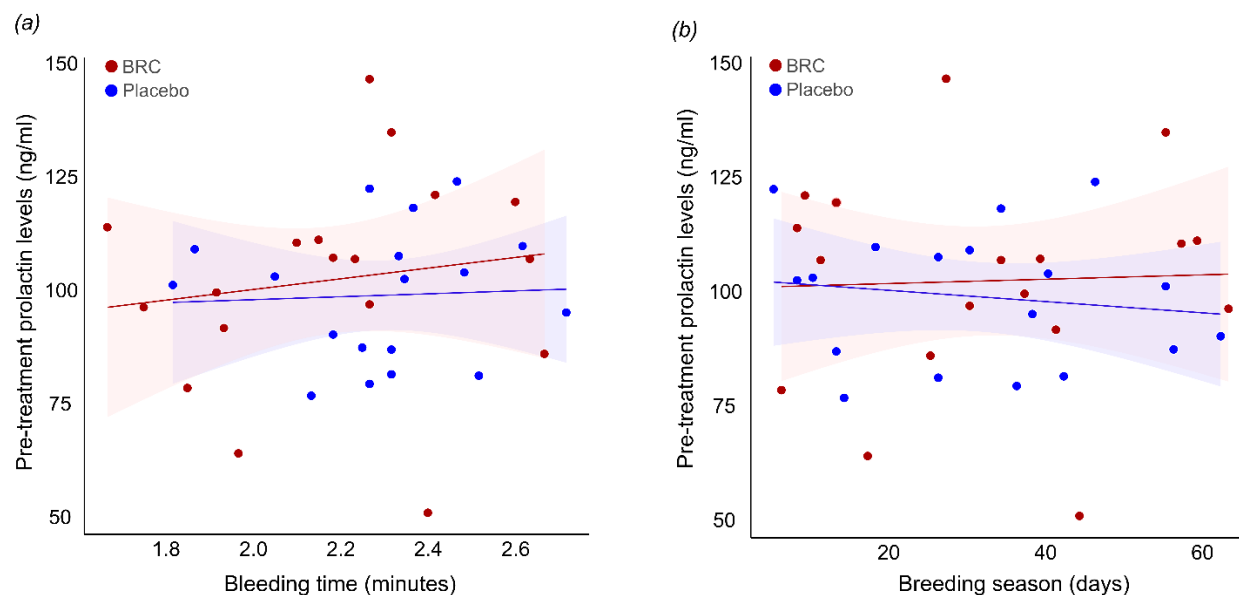 (a)
BRC
Placebo
Pre-treatment prolactin levels (ng/ml)
150
125
100
75
50
1.8 2.0 2.2 2.4 2.6
Bleeding time (minutes)
(b)
BRC
Placebo
Pre-treatment prolactin levels (ng/ml)
150
125
100
75
50
20 40 60
Breeding season (days)